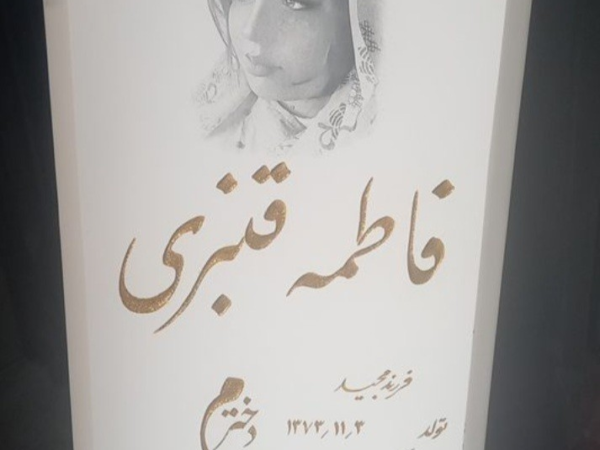 فاطمه قنبری
فرزند مجید
تولد ۱۳۷۳٫۱۱٫۳
دخترم